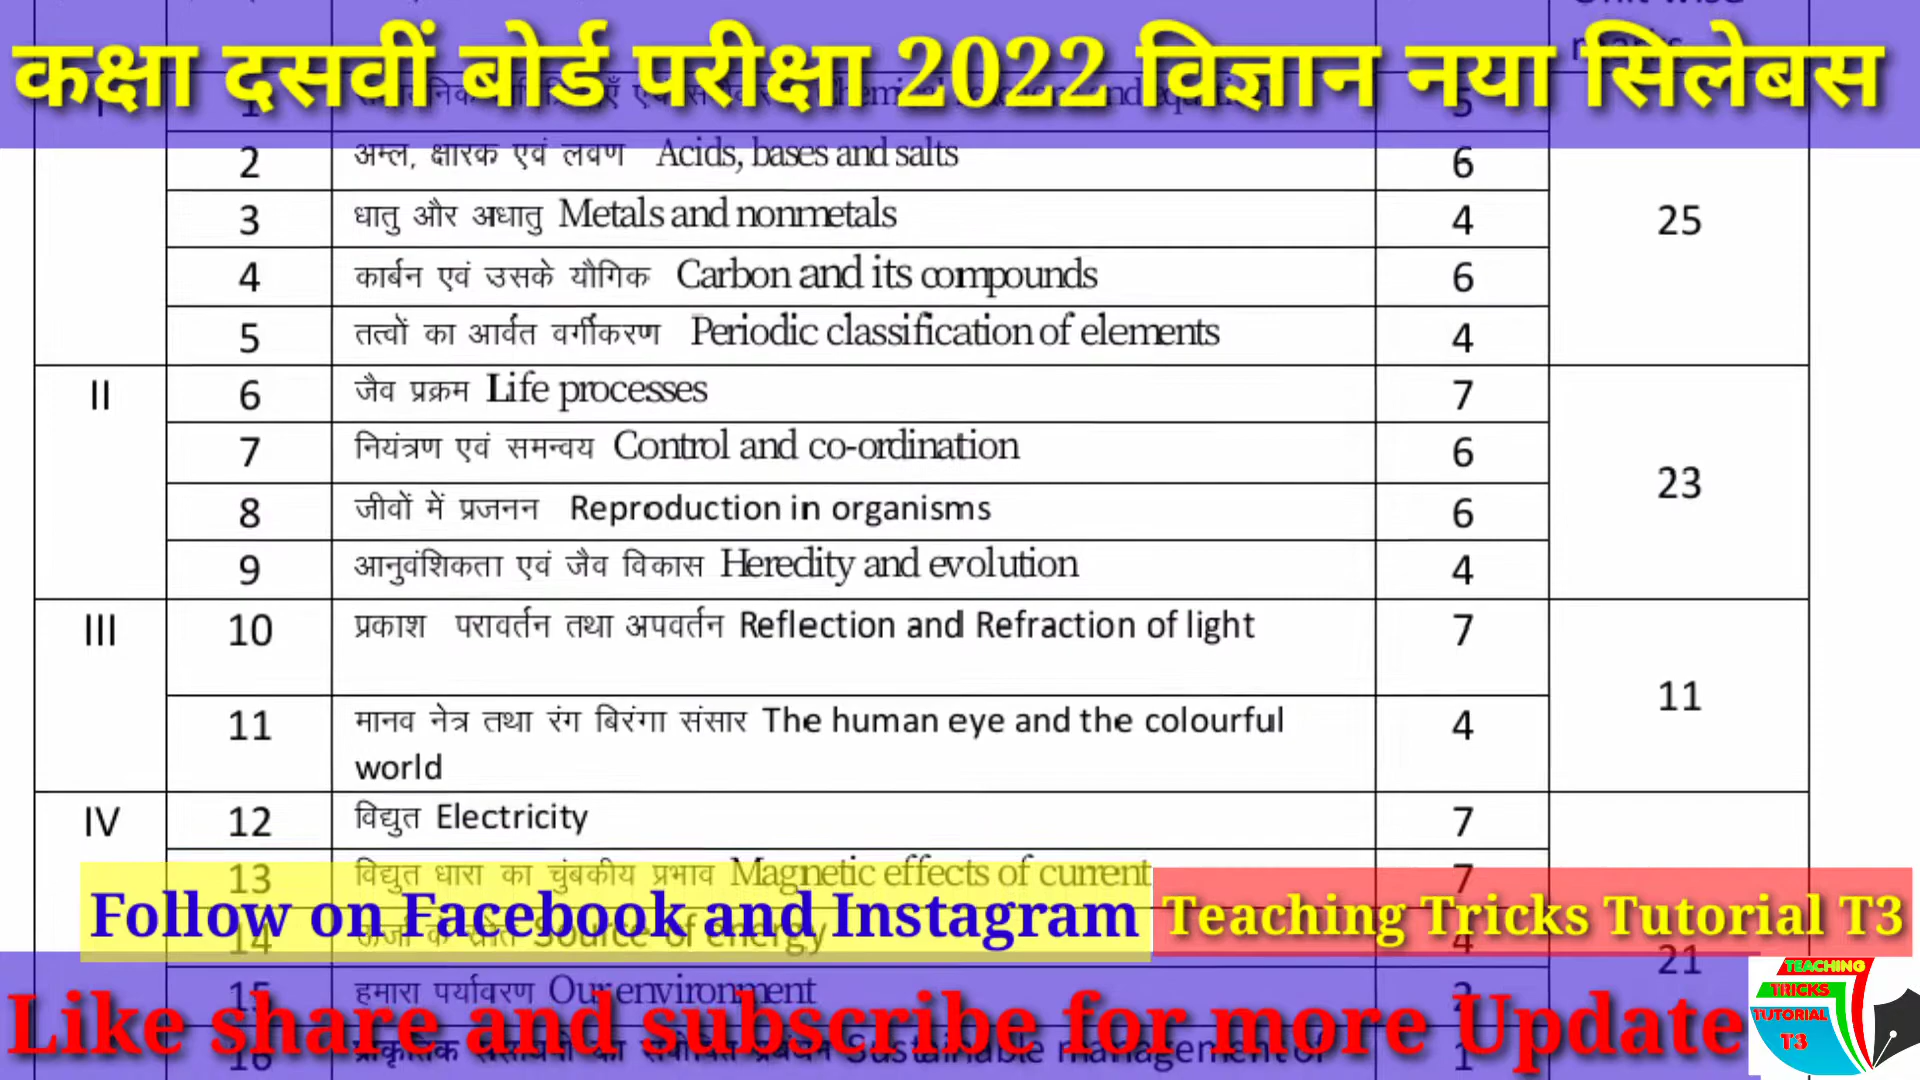 कक्षा दसवीं बोर्ड परीक्षा 2022 विज्ञान नया सिलेबस
1 5
2 अम्ल, क्षारक एवं लवण Acids, bases and salts 6
3 धातु और अधातु Metals and nonmetals 4 25
4 कार्बन एवं उसके यौगिक Carbon and its compounds 6
5 तत्वों का आर्वत वर्गीकरण Periodic classification of elements 4
II 6 जैव प्रक्रम Life processes 7
7 नियंत्रण एवं समन्वय Control and co-ordination 6
23
8 जीवों में प्रजनन Reproduction in organisms 6
9 आनुवंशिकता एवं जैव विकास Heredity and evolution 4
III 10 प्रकाश परावर्तन तथा अपवर्तन Reflection and Refraction of light 7
11
11 मानव नेत्र तथा रंग बिरंगा संसार The human eye and the colourful 4
world
IV 12 विद्युत Electricity 7
13 विद्युत धारा का चुंबकीय प्रभाव Magnetic effects of current 7
Follow on Facebook and Instagram Teaching Tricks Tutorial T3
14 Source of energy 4
21
15 हमारा पर्यावरण Our environment 2
Like share and subscribe for more Update
16 Sustainable management of 1
TEACHING
TRICKS
TUTORIAL
T3